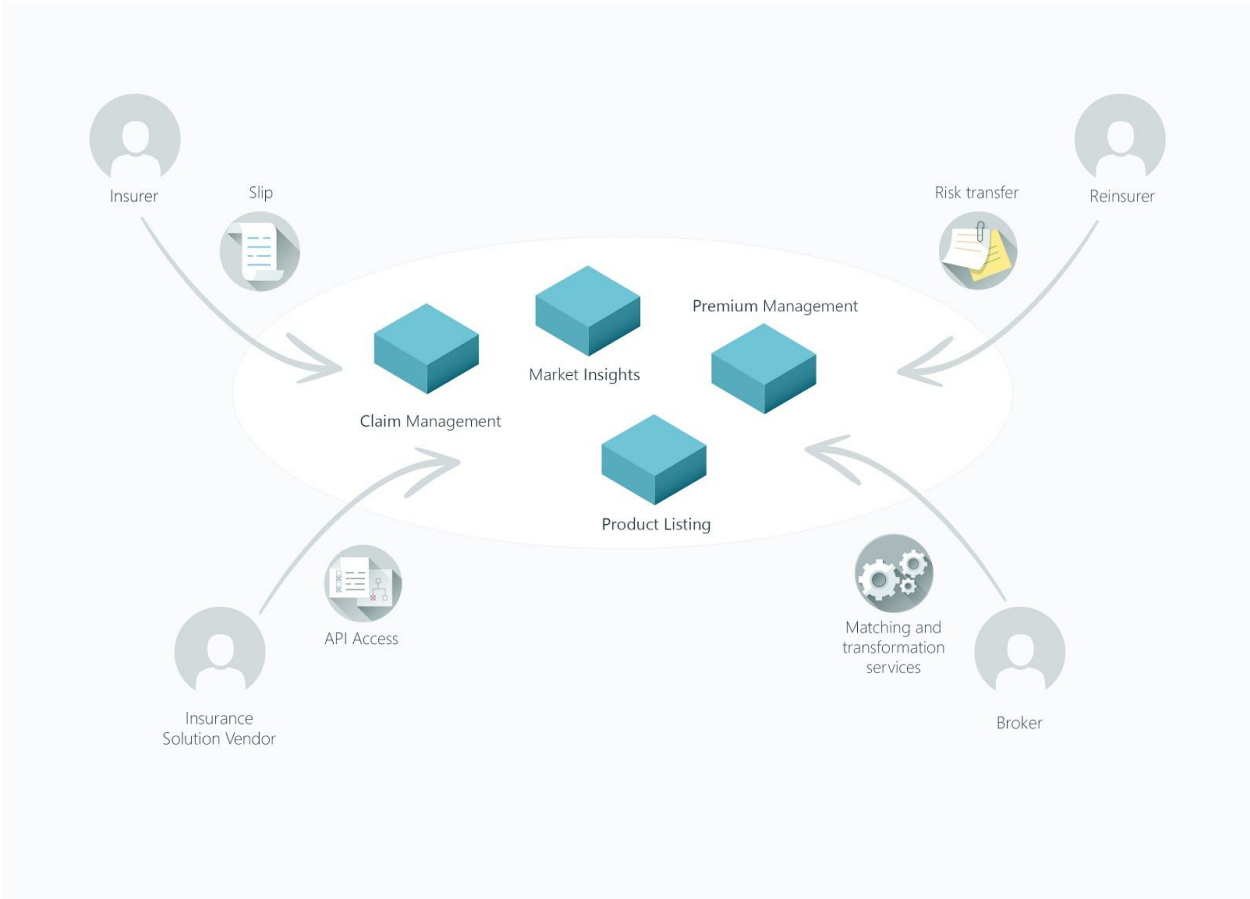 Insurer
Slip
Risk transfer
Reinsurer
Premium Management
Market Insights
Claim Management
Product Listing
API Access
Matching and
transformation
services
Insurance
Solution Vendor
Broker